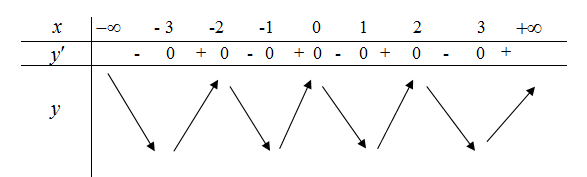 x −∞ - 3 -2 -1 0 1 2 3 +∞
y' - 0 + 0 - 0 + 0 - 0 + 0 - 0 +
y